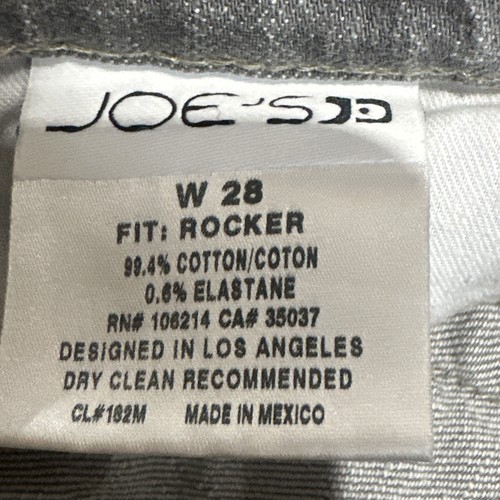 JOE'S
W 28
FIT: ROCKER
99.4% COTTON/COTON
0.6% ELASTANE
RN# 106214 CA# 35037
DESIGNED IN LOS ANGELES
DRY CLEAN RECOMMENDED
CL#182M MADE IN MEXICO